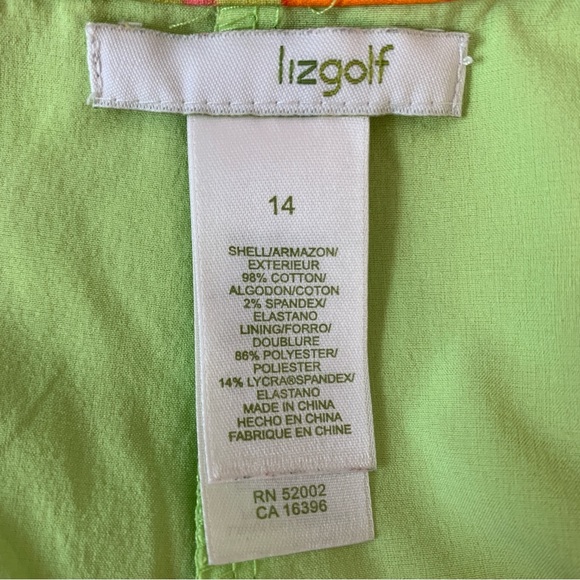 lizgolf
14
SHELL/ARMAZON/
EXTERIEUR
98% COTTON/
ALGODON/COTON
2% SPANDEX/
ELASTANO
LINING/FORRO/
DOUBLURE
86% POLYESTER/
POLIESTER
14% LYCRA®SPANDEX/
ELASTANO
MADE IN CHINA
HECHO EN CHINA
FABRIQUE EN CHINE
RN 52002
CA 16396